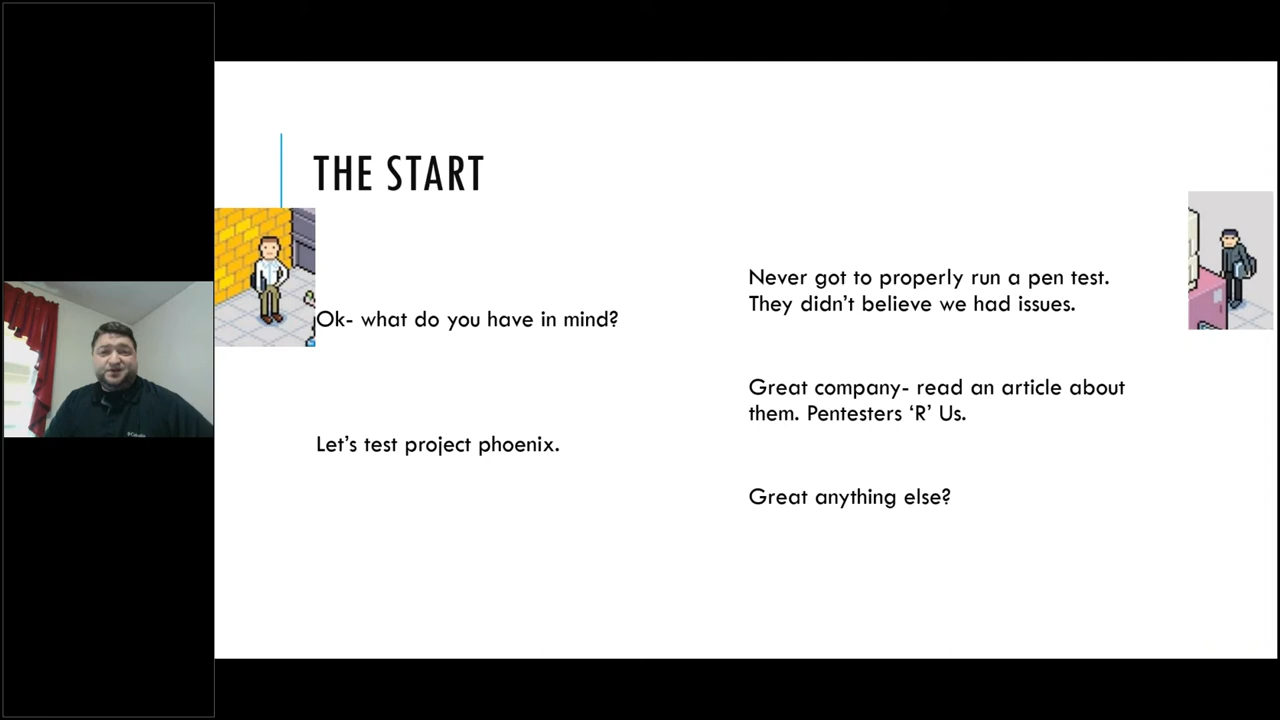 THE START
Never got to properly run a pen test.
They didn’t believe we had issues.
Ok- what do you have in mind?
Great company- read an article about
them. Pentesters ‘R’ Us.
Let’s test project phoenix.
Great anything else?